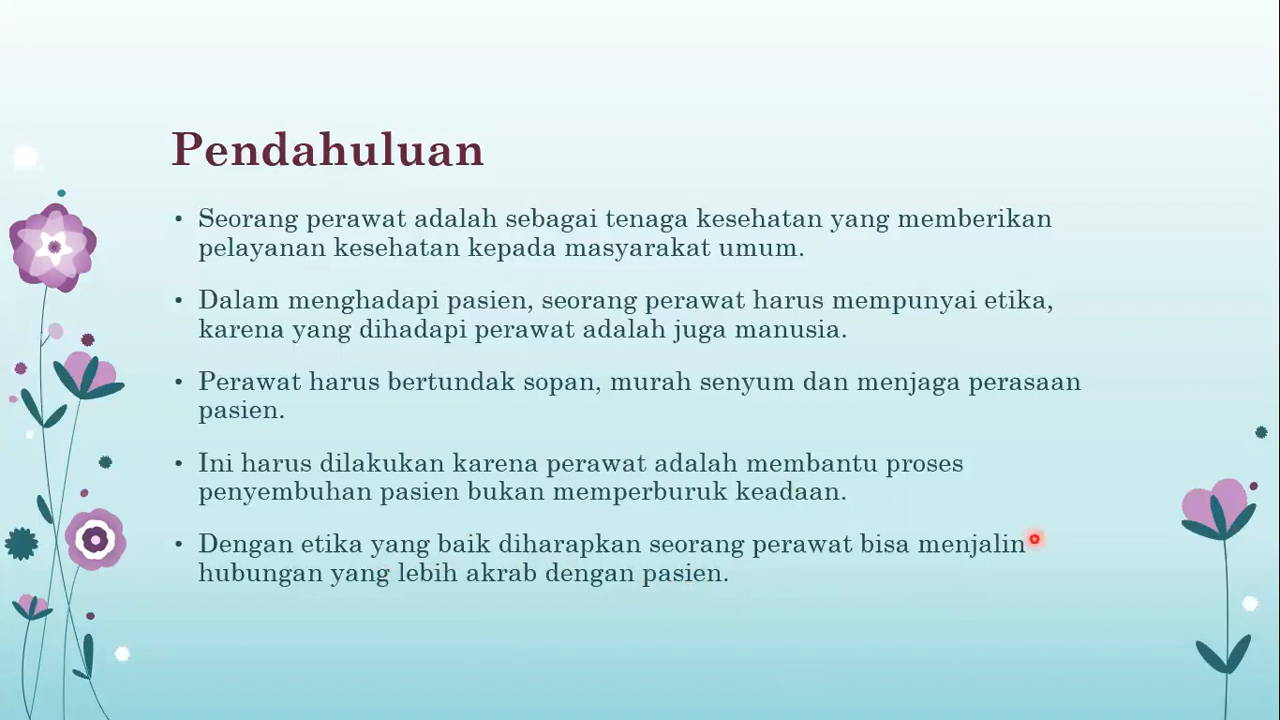 Pendahuluan
• Seorang perawat adalah sebagai tenaga kesehatan yang memberikan
pelayanan kesehatan kepada masyarakat umum.
• Dalam menghadapi pasien, seorang perawat harus mempunyai etika,
karena yang dihadapi perawat adalah juga manusia.
• Perawat harus bertundak sopan, murah senyum dan menjaga perasaan
pasien.
• Ini harus dilakukan karena perawat adalah membantu proses
penyembuhan pasien bukan memperburuk keadaan.
• Dengan etika yang baik diharapkan seorang perawat bisa menjalin
hubungan yang lebih akrab dengan pasien.